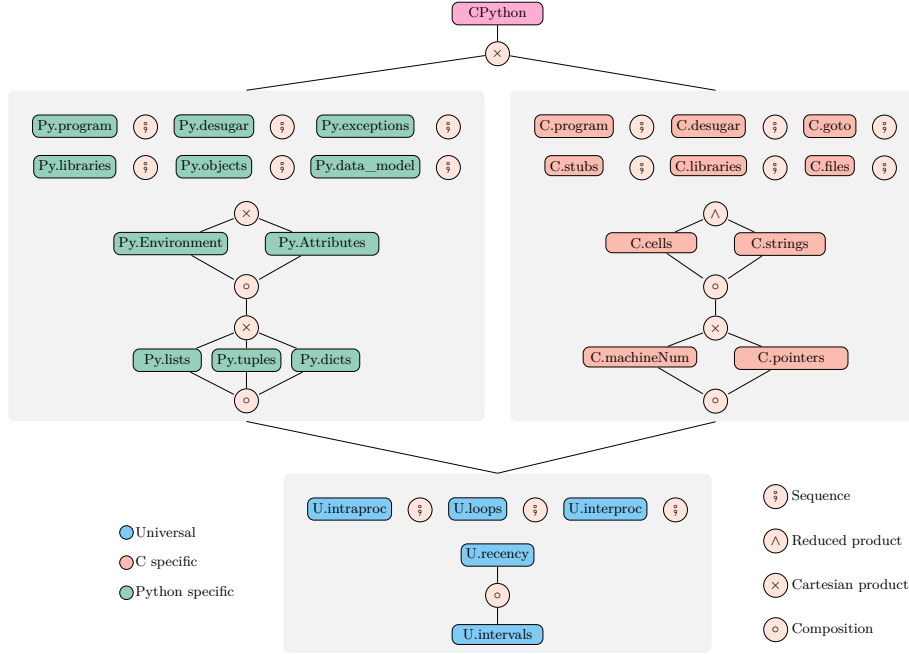 CPython
×
Py.program ; Py.desugar ; Py.exceptions ;
Py.libraries ; Py.objects ; Py.data_model ;
×
Py.Environment Py.Attributes
∘
×
Py.lists Py.tuples Py.dicts
∘
C.program ; C.desugar ; C.goto ;
C.stubs ; C.libraries ; C.files ;
∧
C.cells C.strings
∘
×
C.machineNum C.pointers
∘
U.intraproc ; U.loops ; U.interproc ;
U.recency
∘
U.intervals
Universal
C specific
Python specific
; Sequence
∧ Reduced product
× Cartesian product
∘ Composition